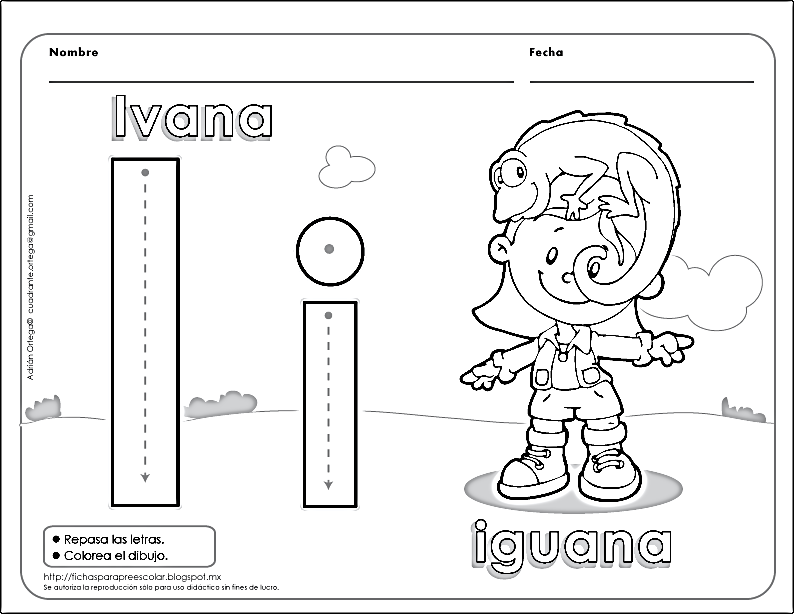 Nombre Fecha
Ivana
I i
Adrián Ortega© cuadrante.ortega@gmail.com
iguana
● Repasa las letras.
● Colorea el dibujo.
http://fichasparapreescolar.blogspot.mx
Se autoriza la reproducción sólo para uso didáctico sin fines de lucro.